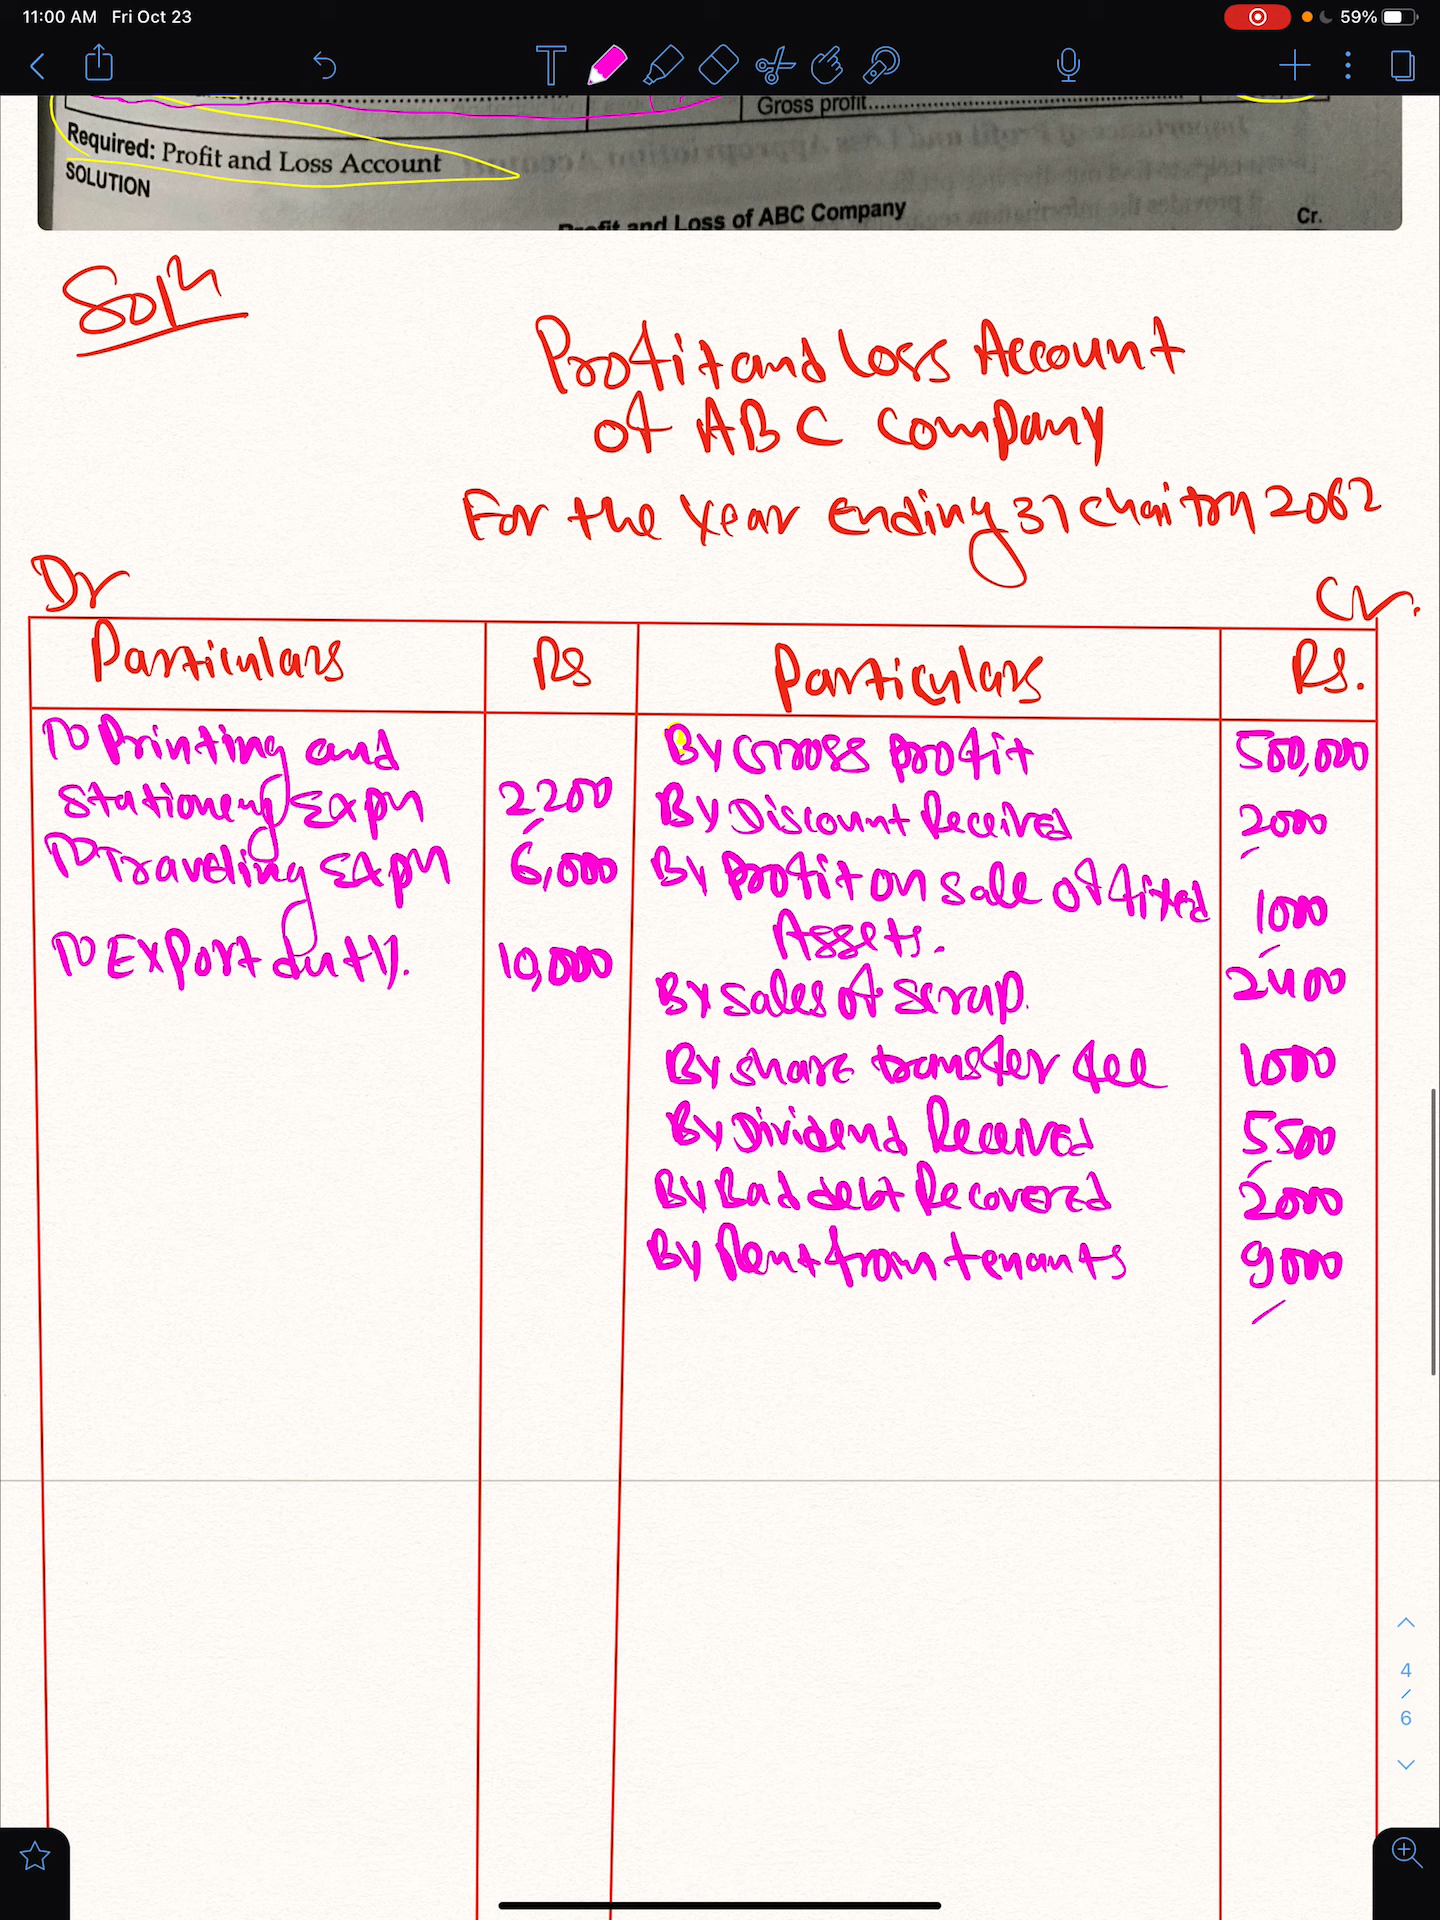 11:00 AM Fri Oct 23
59%
Gross profit
Required: Profit and Loss Account
SOLUTION
Profit and Loss of ABC Company
Cr.
Soln
Profit and Loss Account
of ABC Company
For the Year Ending 31 Chaitra 2062
Dr
Cr.
Particulars Rs Particulars Rs.
To Printing and By Gross profit 500,000
Stationery Expn 2200 By Discount Received 2000
To Traveling Expn 6,000 By Profit on Sale of fixed 1000
Assets.
To Export duty. 10,000 By Sales of Scrap. 2400
By Share transfer fee 1000
By Dividend Received 5500
By Bad debt Recovered 2000
By Rent from tenants 9000
4
/
6